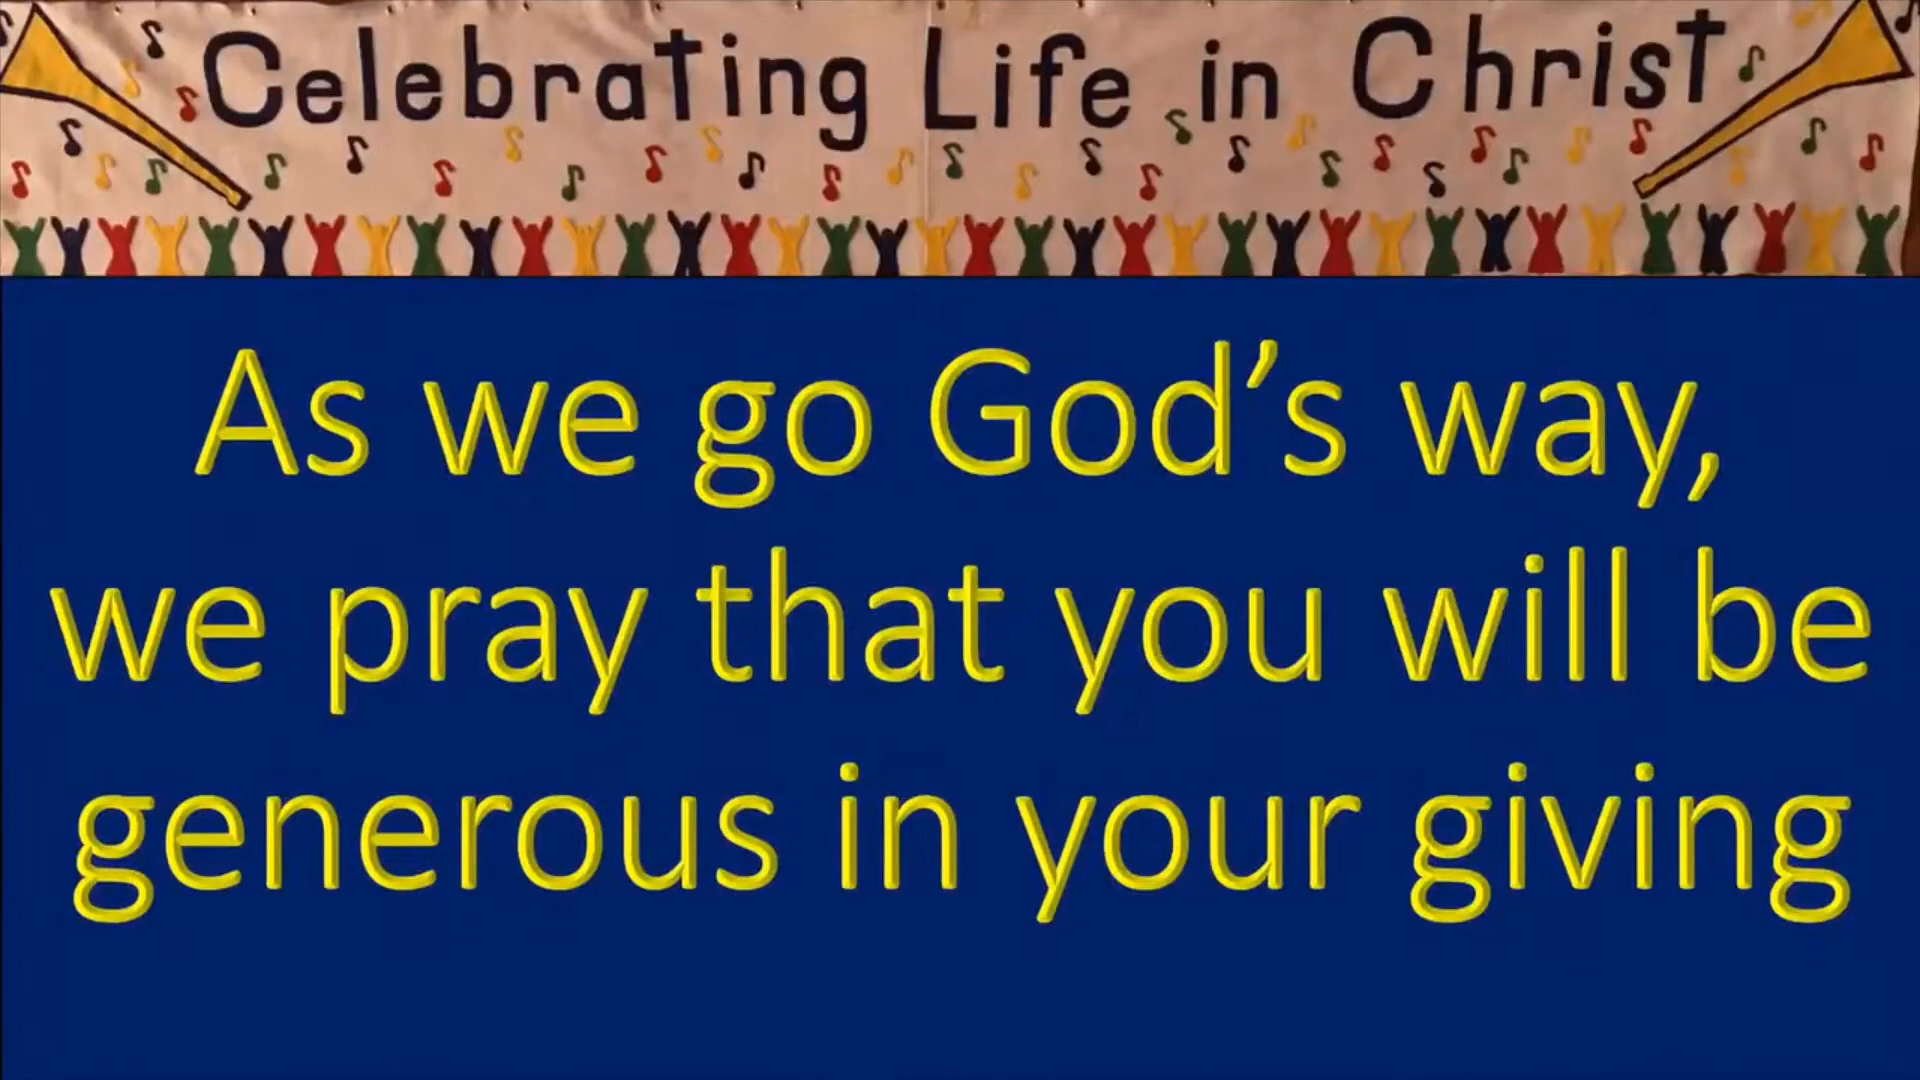 Celebrating Life in Christ
As we go God’s way,
we pray that you will be
generous in your giving